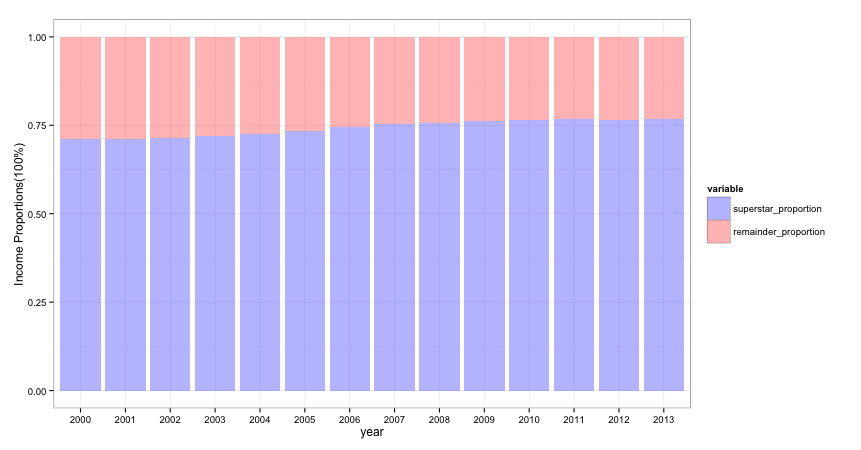 1.00
0.75
0.50
0.25
0.00
Income Proportions(100%)
2000 2001 2002 2003 2004 2005 2006 2007 2008 2009 2010 2011 2012 2013
year
variable
superstar_proportion
remainder_proportion